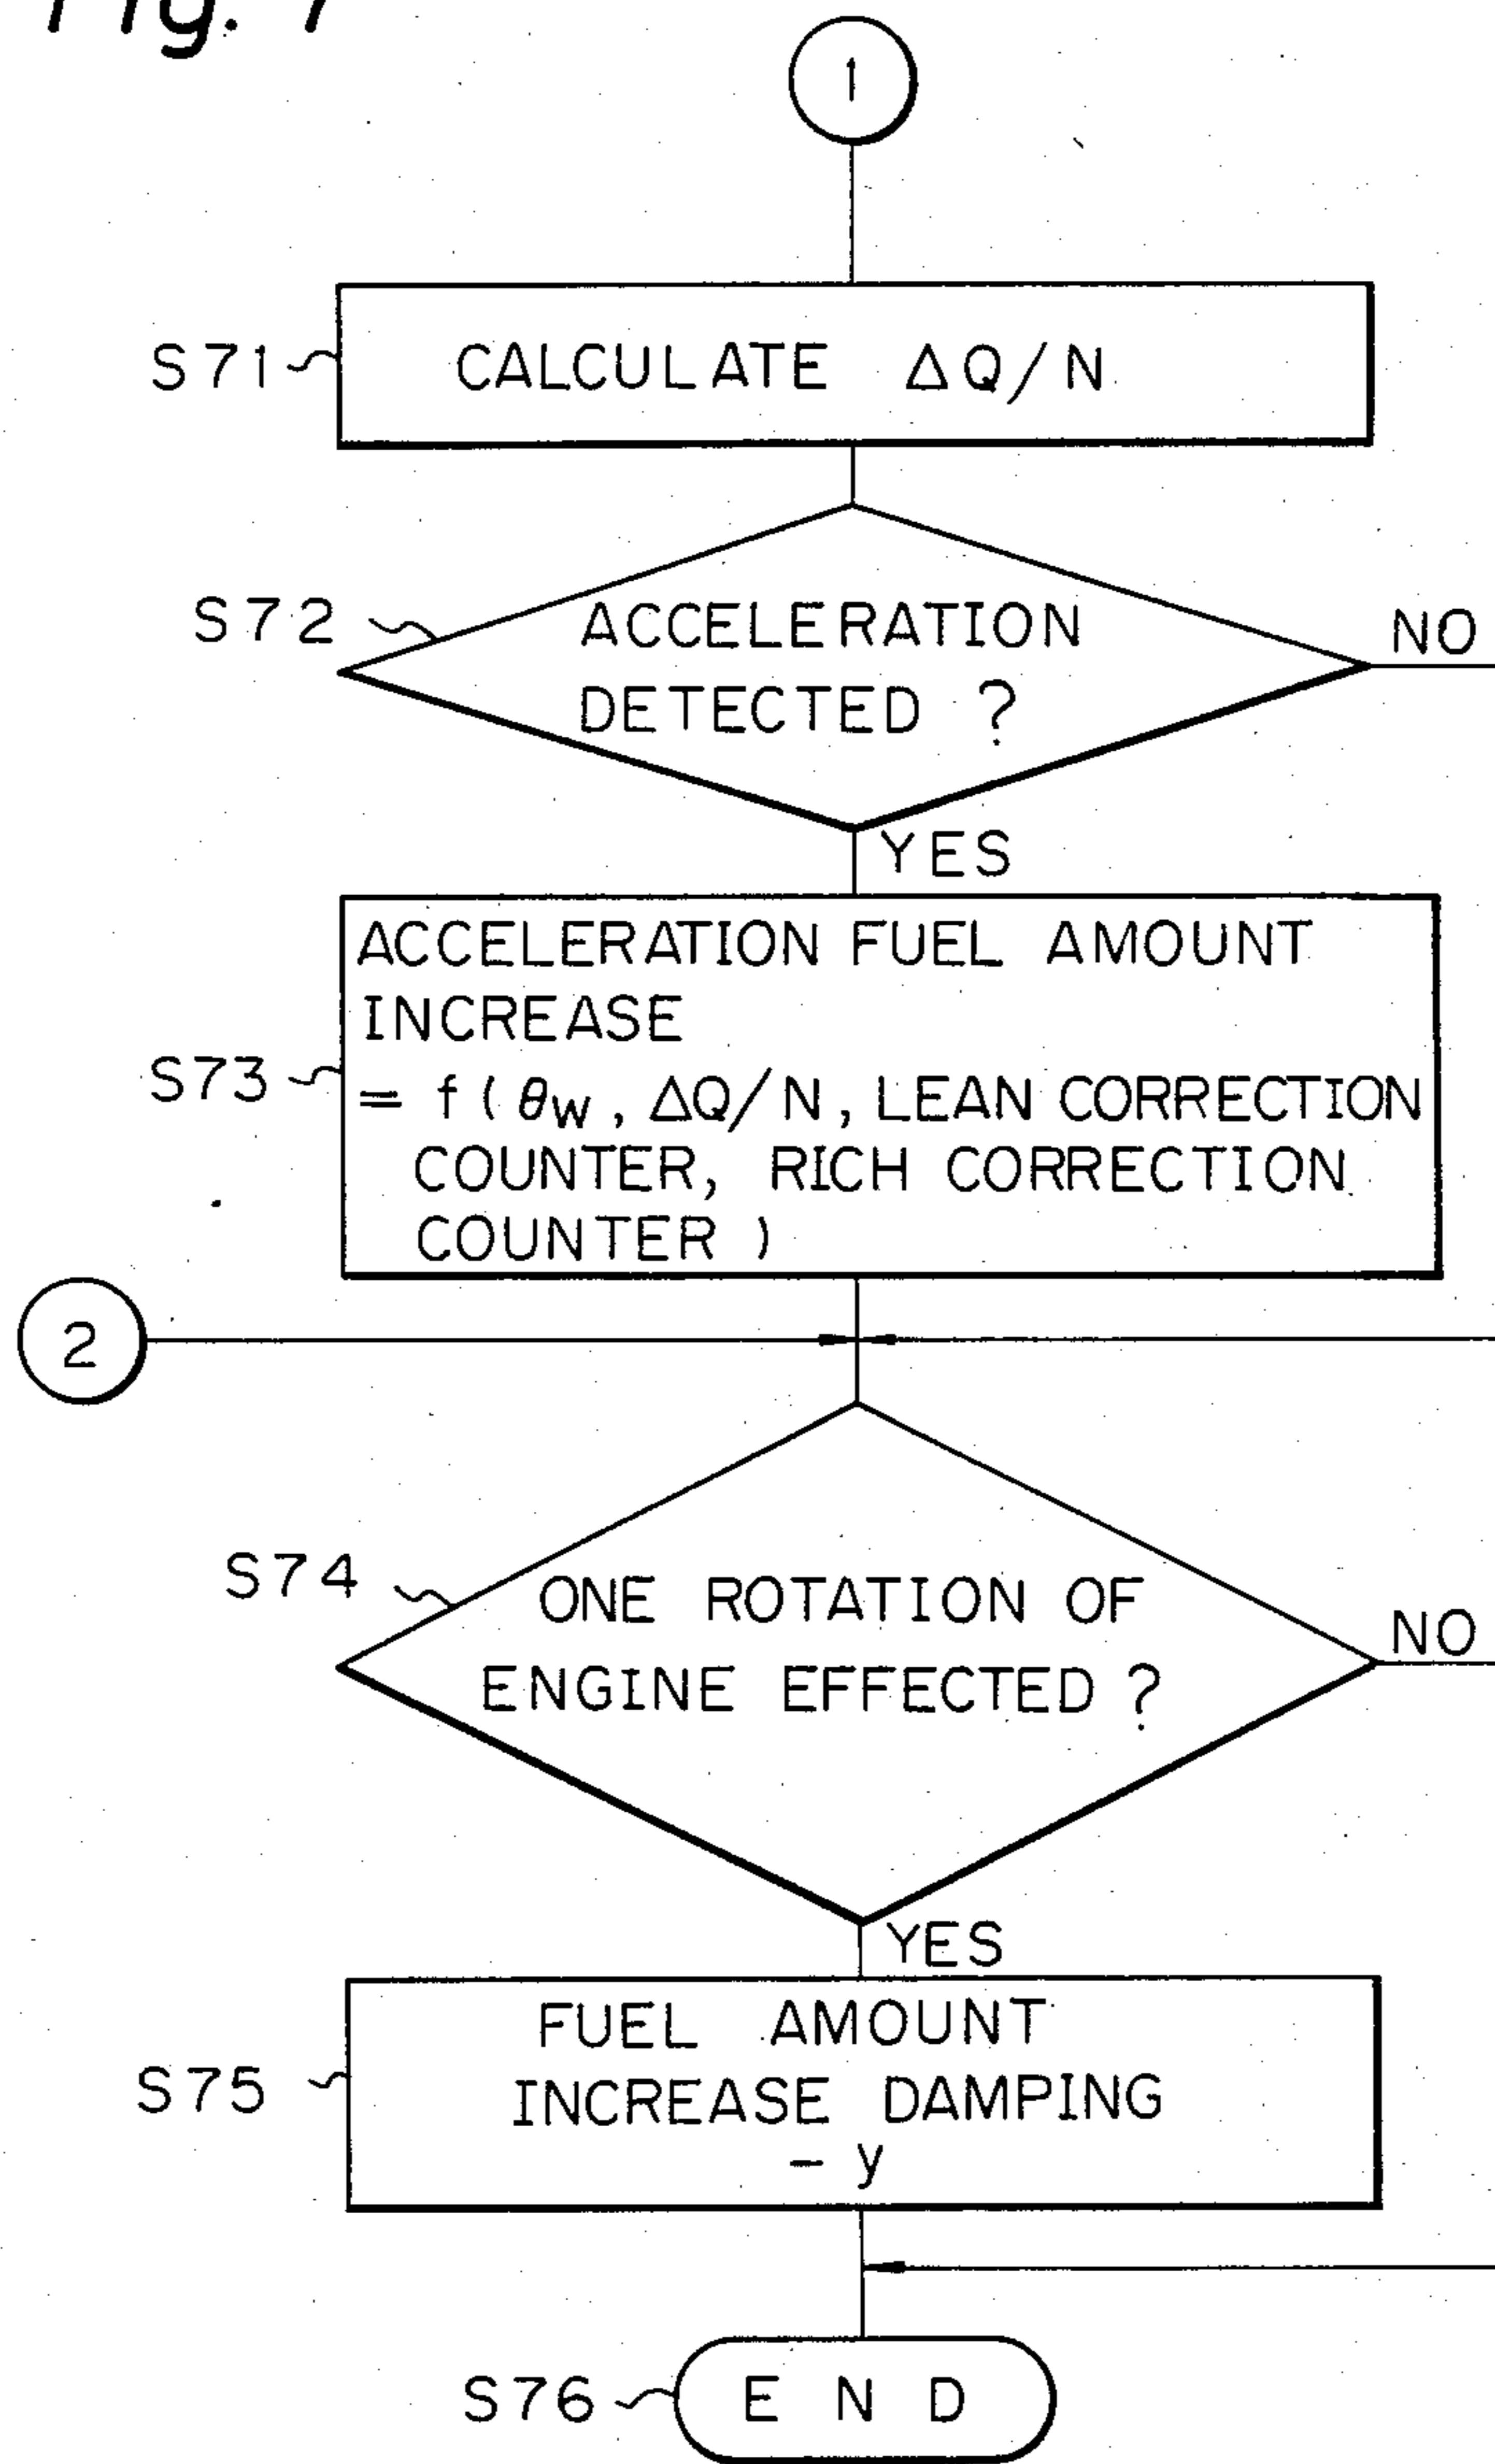 Fig. 7
1
S71
CALCULATE ΔQ/N
S72
ACCELERATION
DETECTED ?
NO
YES
S73
ACCELERATION FUEL AMOUNT
INCREASE
= f ( θw , ΔQ/N, LEAN CORRECTION
COUNTER, RICH CORRECTION
COUNTER )
2
S74
ONE ROTATION OF
ENGINE EFFECTED ?
NO
YES
S75
FUEL AMOUNT
INCREASE DAMPING
- y
S76
END